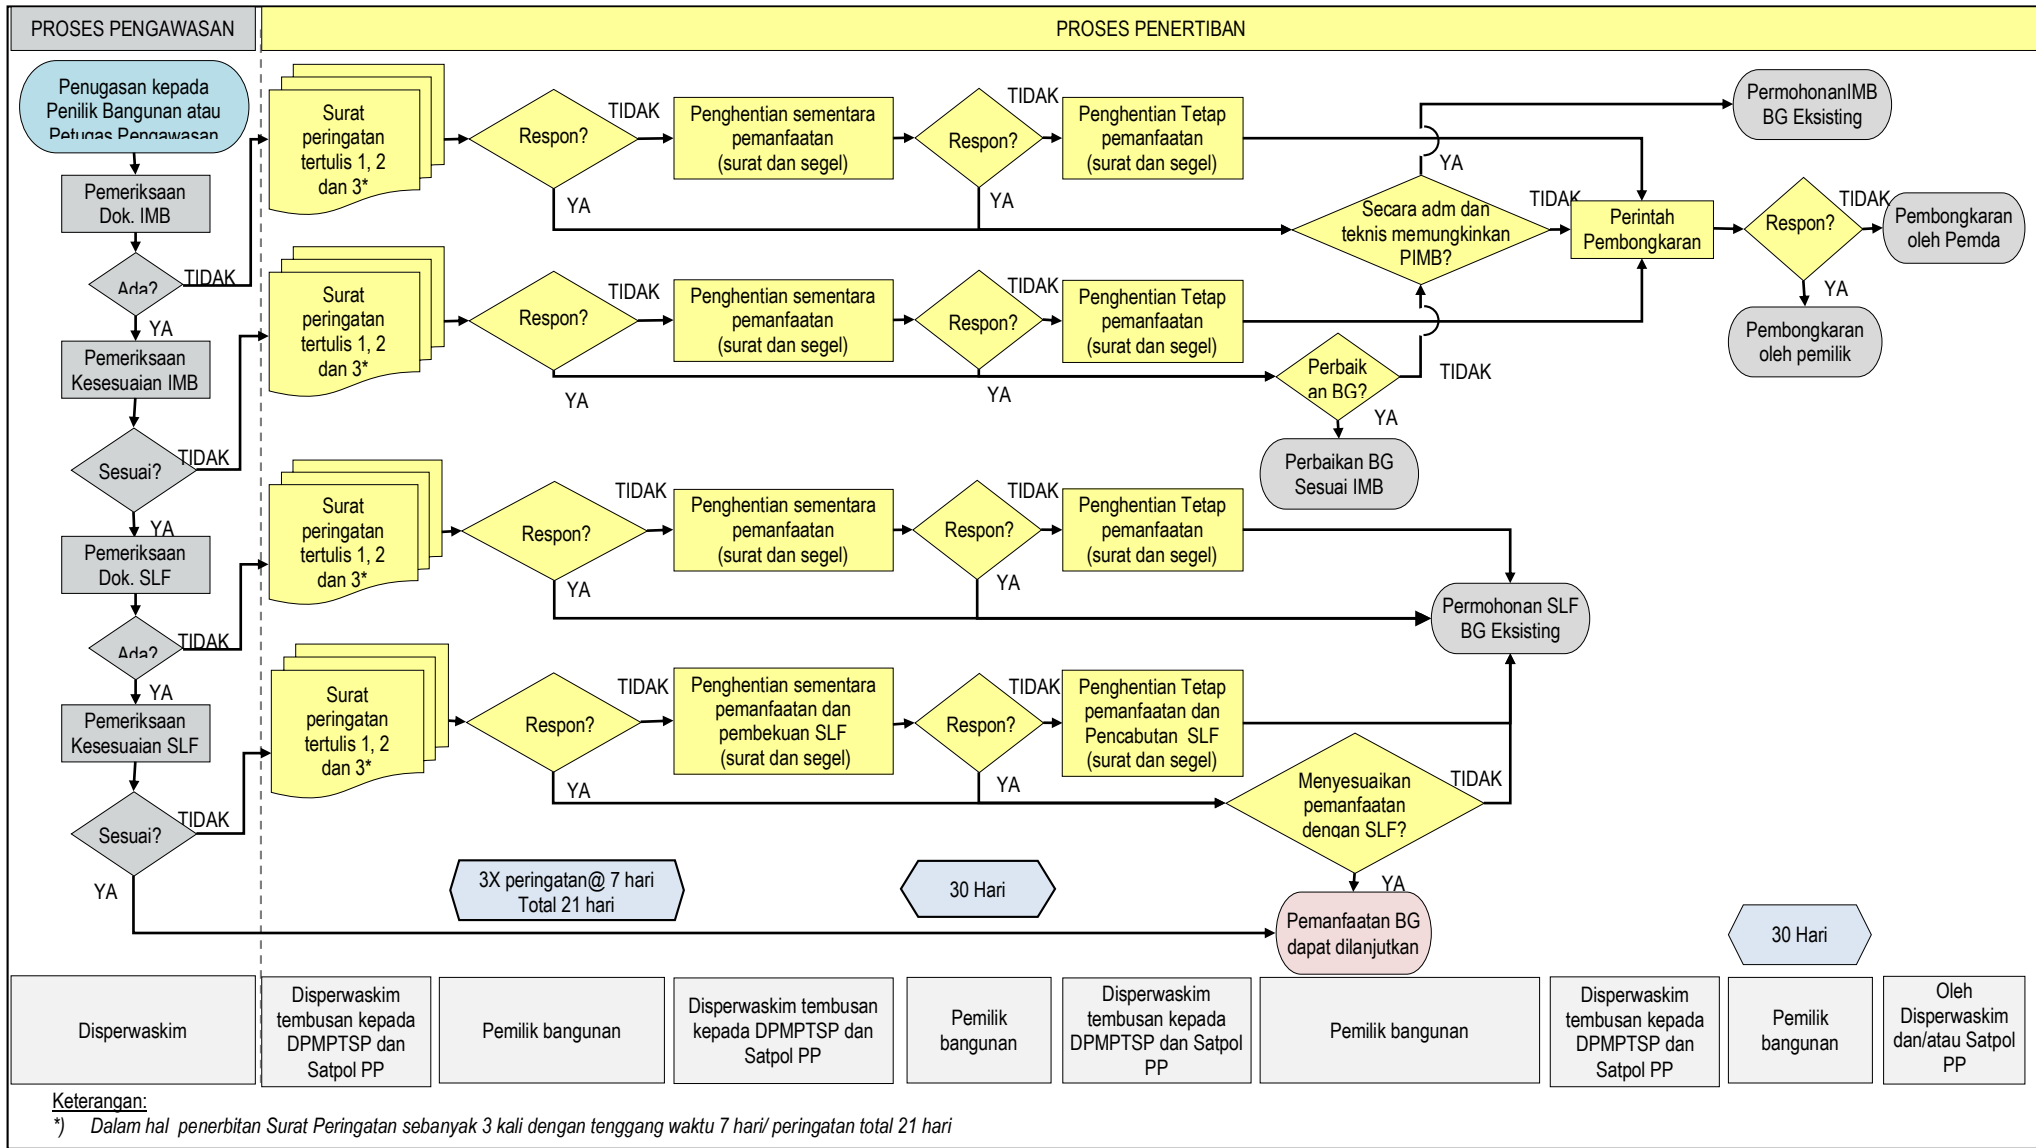 PROSES PENGAWASAN
PROSES PENERTIBAN
Penugasan kepada
Penilik Bangunan atau
Petugas Pengawasan
Pemeriksaan
Dok. IMB
Ada?
TIDAK
YA
Pemeriksaan
Kesesuaian IMB
Sesuai?
TIDAK
YA
Pemeriksaan
Dok. SLF
Ada?
TIDAK
YA
Pemeriksaan
Kesesuaian SLF
Sesuai?
TIDAK
YA
Surat
peringatan
tertulis 1, 2
dan 3*
Respon?
TIDAK
YA
Penghentian sementara
pemanfaatan
(surat dan segel)
Respon?
TIDAK
YA
Penghentian Tetap
pemanfaatan
(surat dan segel)
Secara adm dan
teknis memungkinkan
PIMB?
YA
TIDAK
PermohonanIMB
BG Eksisting
Perintah
Pembongkaran
Respon?
TIDAK
YA
Pembongkaran
oleh Pemda
Pembongkaran
oleh pemilik
Surat
peringatan
tertulis 1, 2
dan 3*
Respon?
TIDAK
YA
Penghentian sementara
pemanfaatan
(surat dan segel)
Respon?
TIDAK
YA
Penghentian Tetap
pemanfaatan
(surat dan segel)
Perbaik
an BG?
TIDAK
YA
Perbaikan BG
Sesuai IMB
Surat
peringatan
tertulis 1, 2
dan 3*
Respon?
TIDAK
YA
Penghentian sementara
pemanfaatan
(surat dan segel)
Respon?
TIDAK
YA
Penghentian Tetap
pemanfaatan
(surat dan segel)
Permohonan SLF
BG Eksisting
Surat
peringatan
tertulis 1, 2
dan 3*
Respon?
TIDAK
YA
Penghentian sementara
pemanfaatan dan
pembekuan SLF
(surat dan segel)
Respon?
TIDAK
YA
Penghentian Tetap
pemanfaatan dan
Pencabutan SLF
(surat dan segel)
Menyesuaikan
pemanfaatan
dengan SLF?
TIDAK
YA
3X peringatan@ 7 hari
Total 21 hari
30 Hari
Pemanfaatan BG
dapat dilanjutkan
30 Hari
Disperwaskim
Disperwaskim
tembusan kepada
DPMPTSP dan
Satpol PP
Pemilik bangunan
Disperwaskim tembusan
kepada DPMPTSP dan
Satpol PP
Pemilik
bangunan
Disperwaskim
tembusan kepada
DPMPTSP dan Satpol
PP
Pemilik bangunan
Disperwaskim
tembusan kepada
DPMPTSP dan
Satpol PP
Pemilik
bangunan
Oleh
Disperwaskim
dan/atau Satpol
PP
Keterangan:
*) Dalam hal penerbitan Surat Peringatan sebanyak 3 kali dengan tenggang waktu 7 hari/ peringatan total 21 hari